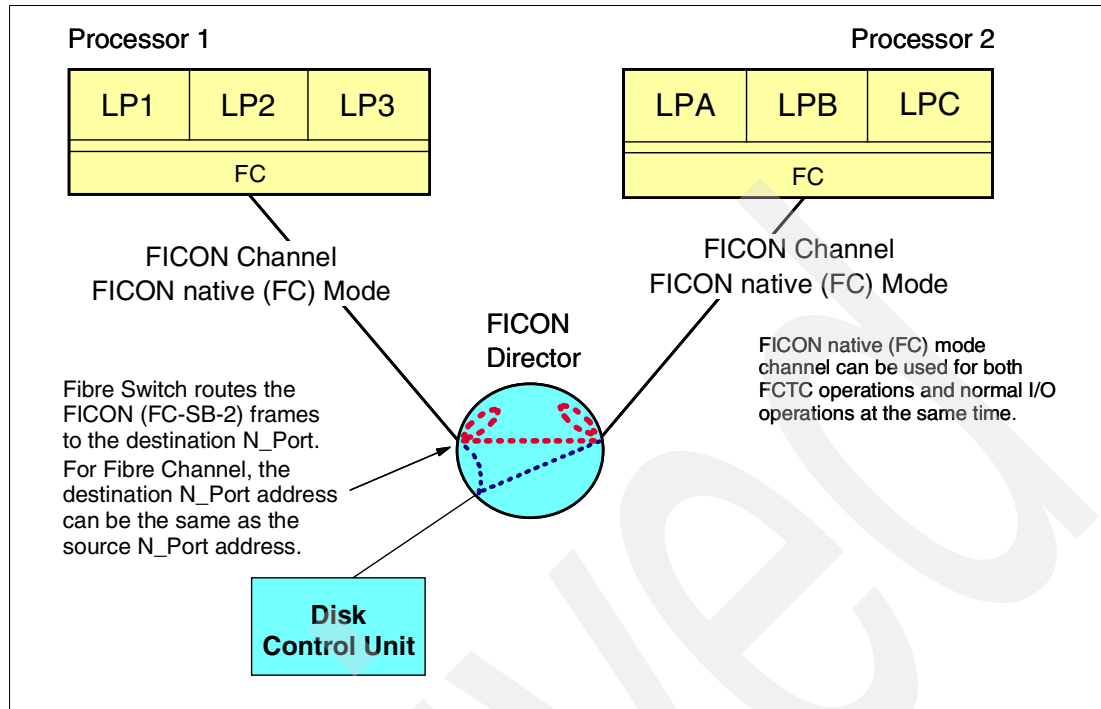 Processor 1
Processor 2
LP1 LP2 LP3
LPA LPB LPC
FC
FC
FICON Channel
FICON native (FC) Mode
FICON Channel
FICON native (FC) Mode
FICON
Director
FICON native (FC) mode
channel can be used for both
FCTC operations and normal I/O
operations at the same time.
Fibre Switch routes the
FICON (FC-SB-2) frames
to the destination N_Port.
For Fibre Channel, the
destination N_Port address
can be the same as the
source N_Port address.
Disk
Control Unit